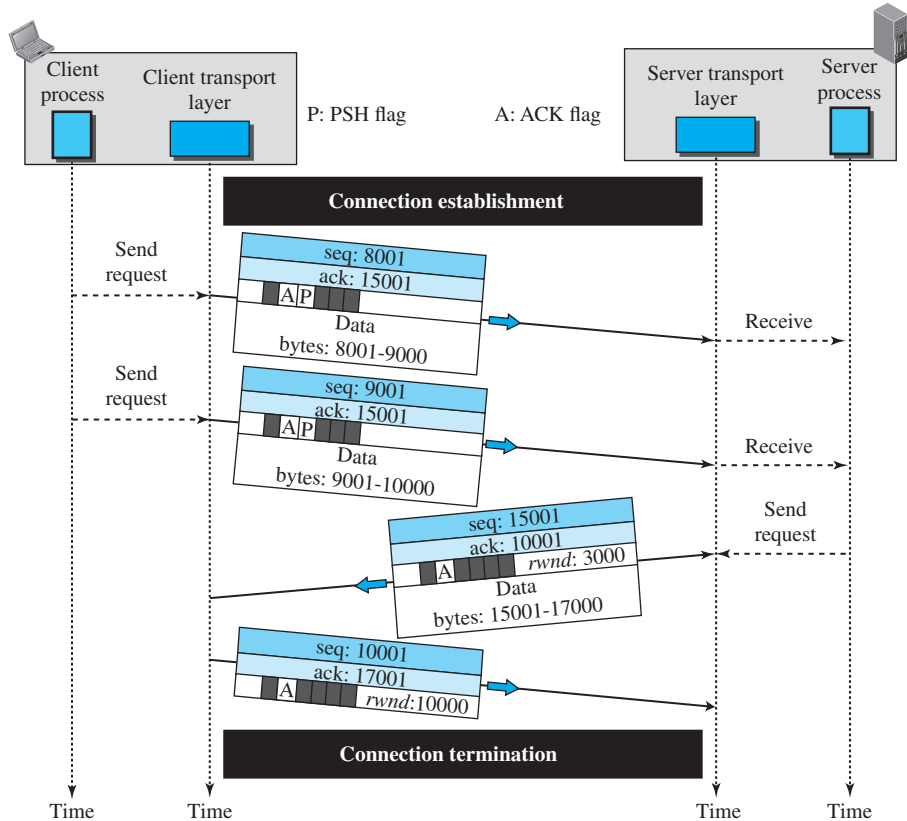 Client
process
Client transport
layer
P: PSH flag
A: ACK flag
Server transport
layer
Server
process
Connection establishment
Send
request
seq: 8001
ack: 15001
A P
Data
bytes: 8001-9000
Receive
Send
request
seq: 9001
ack: 15001
A P
Data
bytes: 9001-10000
Receive
Send
request
seq: 15001
ack: 10001
A
rwnd: 3000
Data
bytes: 15001-17000
seq: 10001
ack: 17001
A
rwnd:10000
Connection termination
Time
Time
Time
Time